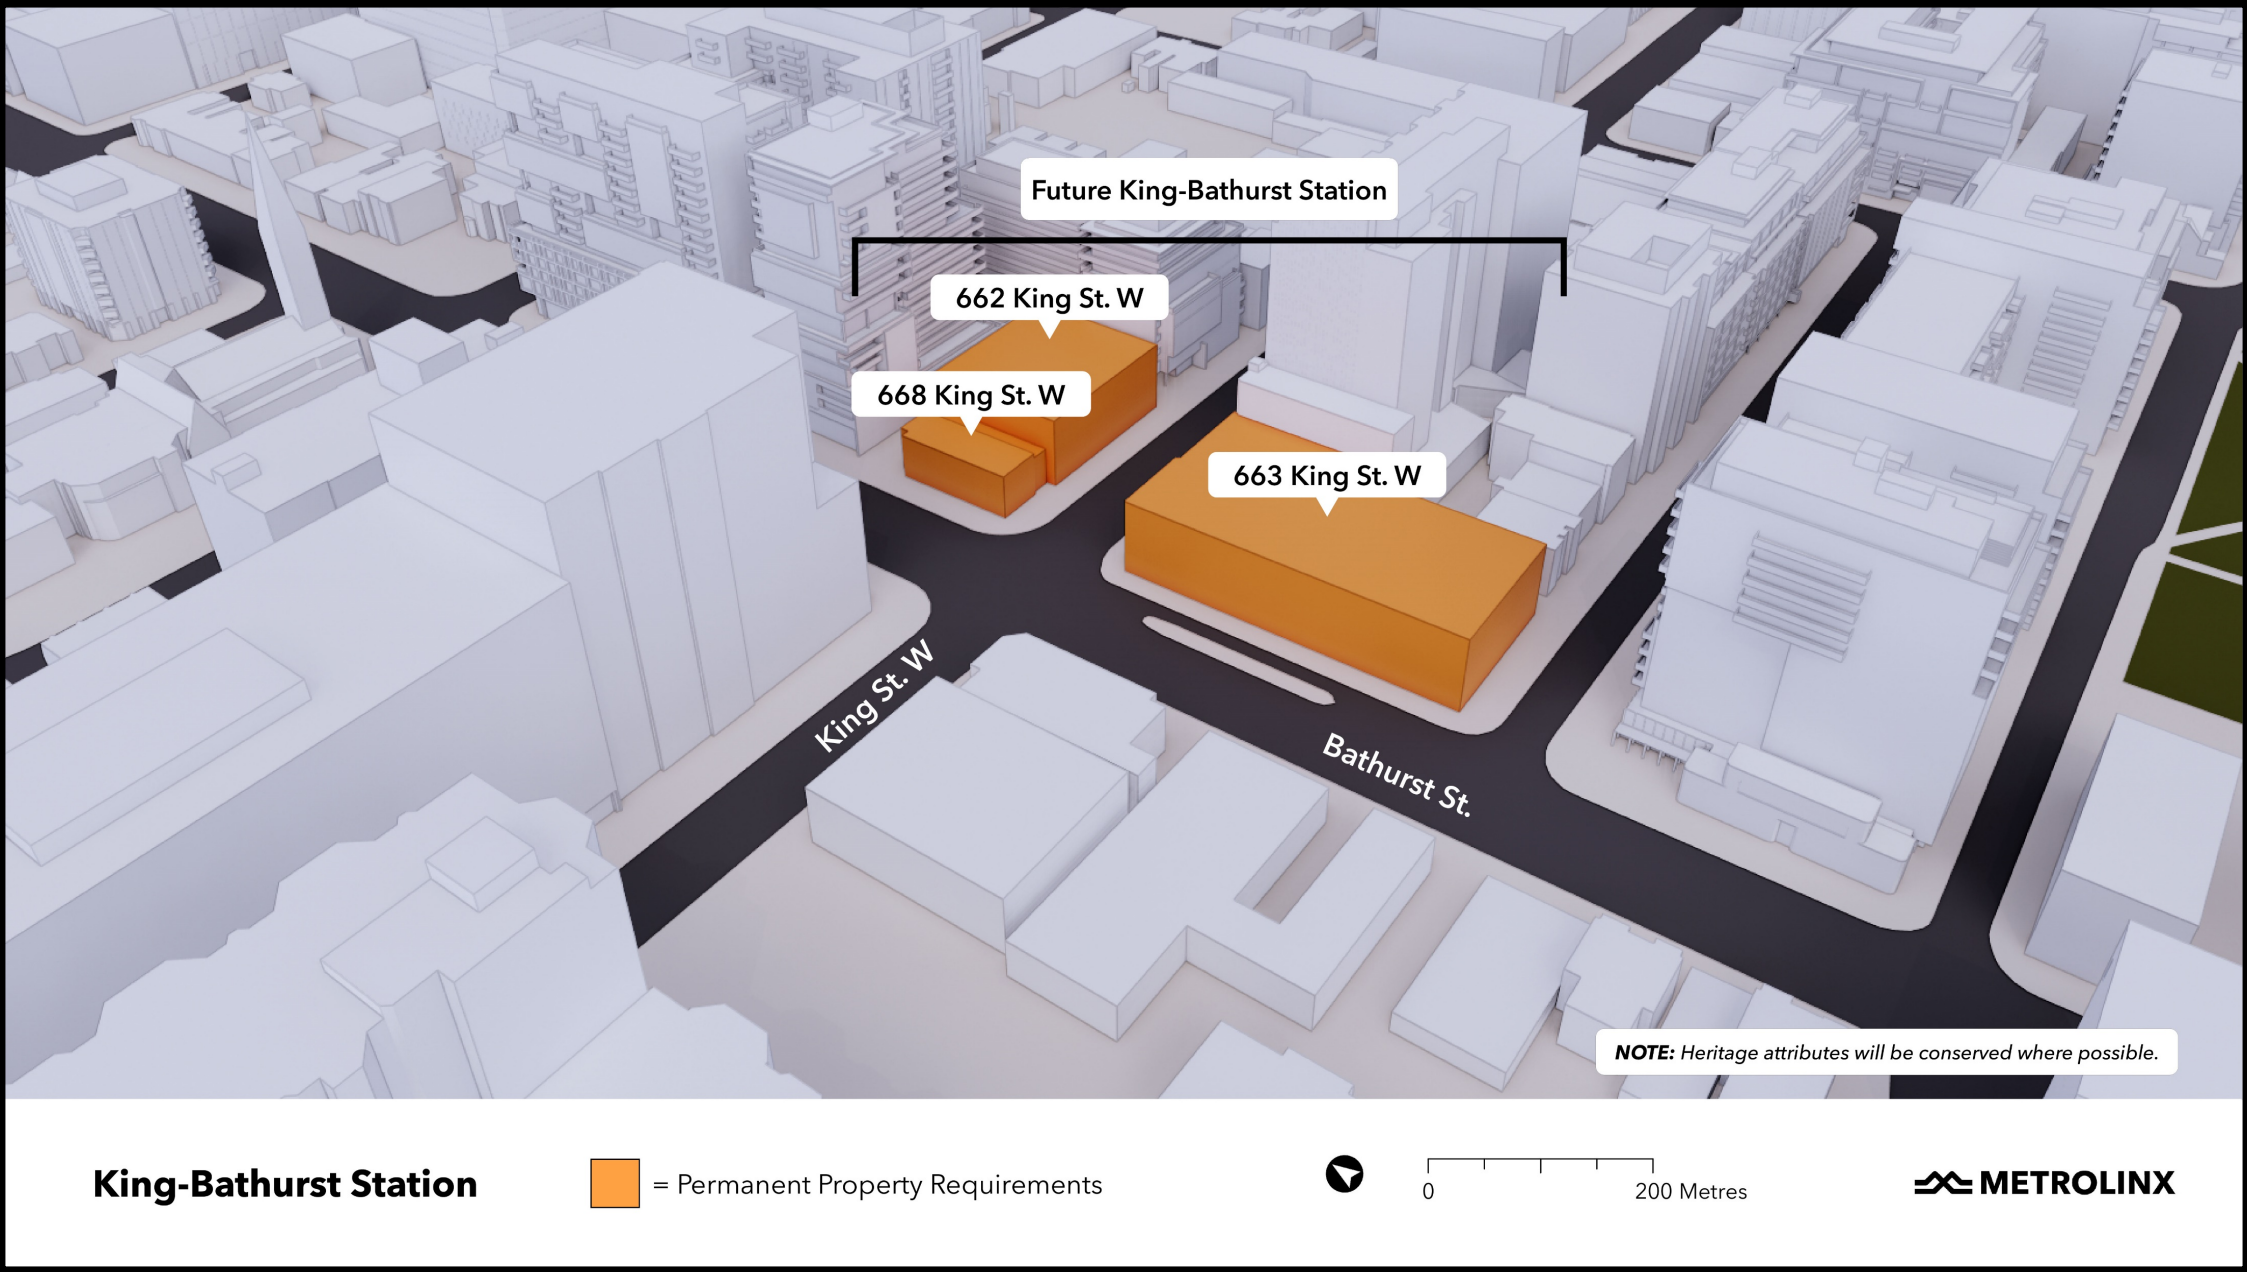 Future King-Bathurst Station
662 King St. W
668 King St. W
663 King St. W
King St. W
Bathurst St.
NOTE: Heritage attributes will be conserved where possible.
King-Bathurst Station
= Permanent Property Requirements
0 200 Metres
METROLINX